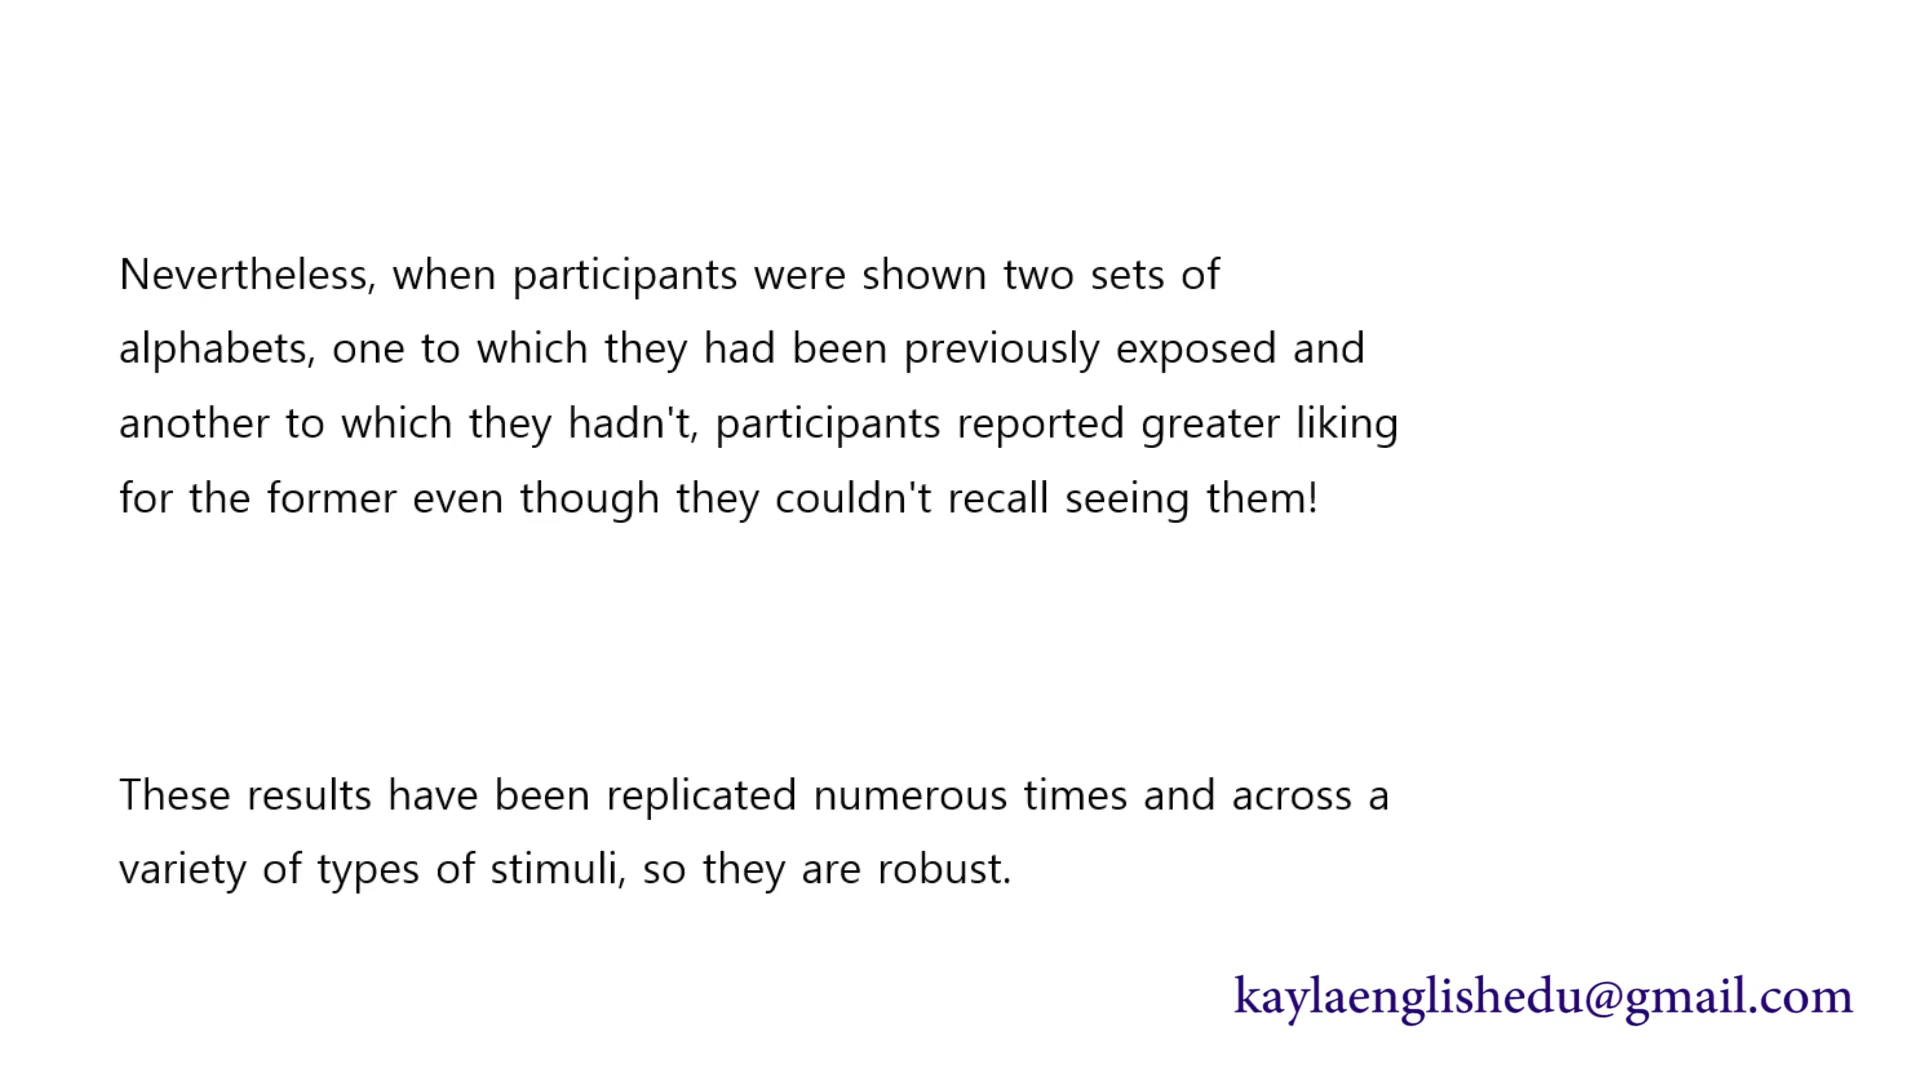 Nevertheless, when participants were shown two sets of
alphabets, one to which they had been previously exposed and
another to which they hadn't, participants reported greater liking
for the former even though they couldn't recall seeing them!
These results have been replicated numerous times and across a
variety of types of stimuli, so they are robust.
kaylaenglishedu@gmail.com